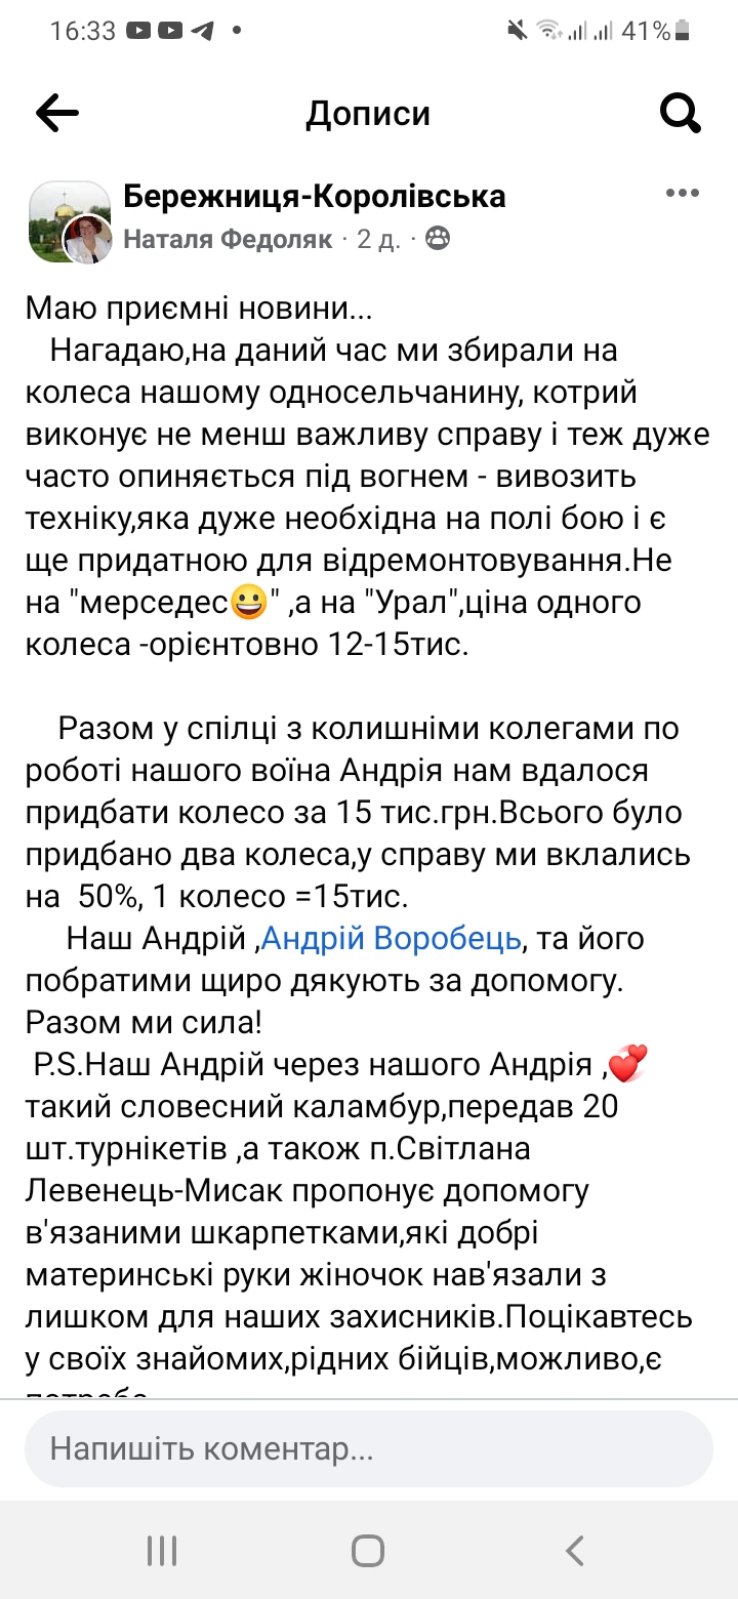 16:33
41%
Дописи
Бережниця-Королівська
Наталя Федоляк · 2 д. ·
Маю приємні новини...
Нагадаю,на даний час ми збирали на
колеса нашому односельчанину, котрий
виконує не менш важливу справу і теж дуже
часто опиняється під вогнем - вивозить
техніку,яка дуже необхідна на полі бою і є
ще придатною для відремонтовування.Не
на "мерседес😀" ,а на "Урал",ціна одного
колеса -орієнтовно 12-15тис.
Разом у спілці з колишніми колегами по
роботі нашого воїна Андрія нам вдалося
придбати колесо за 15 тис.грн.Всього було
придбано два колеса,у справу ми вклались
на 50%, 1 колесо =15тис.
Наш Андрій ,Андрій Воробець, та його
побратими щиро дякують за допомогу.
Разом ми сила!
P.S.Наш Андрій через нашого Андрія ,💞
такий словесний каламбур,передав 20
шт.турнікетів ,а також п.Світлана
Левенець-Мисак пропонує допомогу
в'язаними шкарпетками,які добрі
материнські руки жіночок нав'язали з
лишком для наших захисників.Поцікавтесь
у своїх знайомих,рідних бійців,можливо,є
Напишіть коментар...